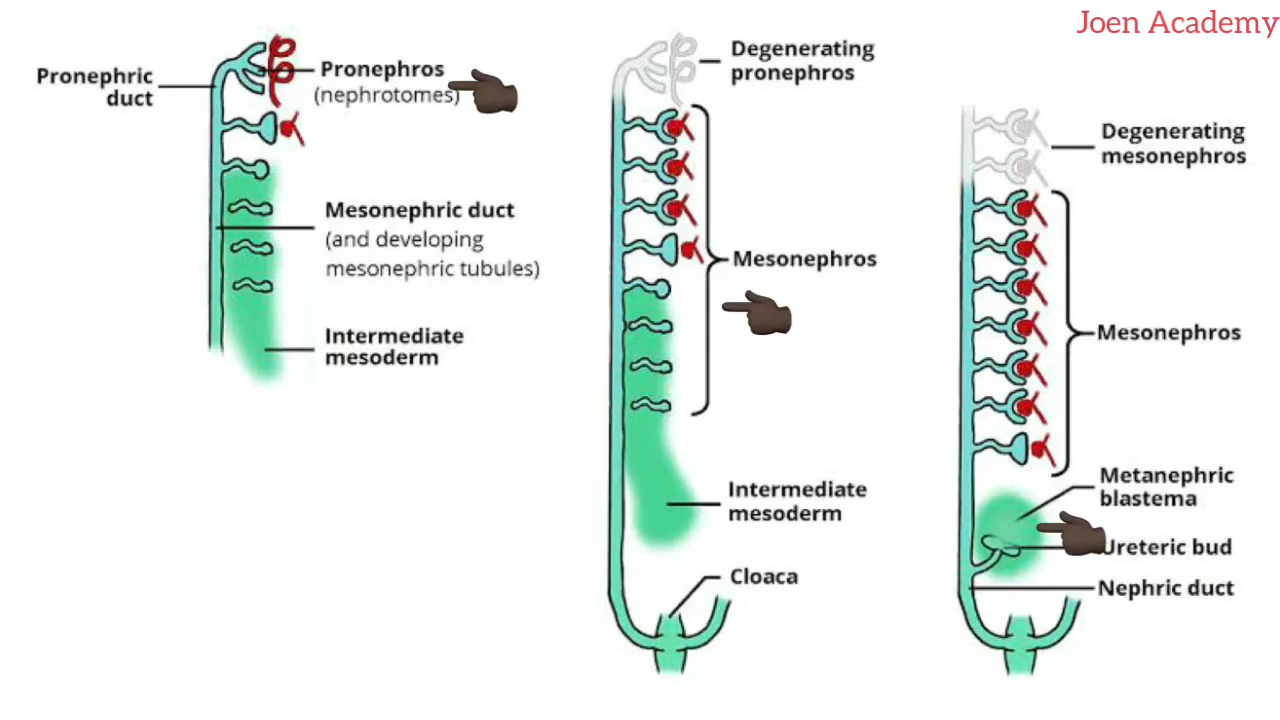 Joen Academy
Pronephric
duct
Pronephros
(nephrotomes)
Mesonephric duct
(and developing
mesonephric tubules)
Intermediate
mesoderm
Degenerating
pronephros
Mesonephros
Intermediate
mesoderm
Cloaca
Degenerating
mesonephros
Mesonephros
Metanephric
blastema
Ureteric bud
Nephric duct